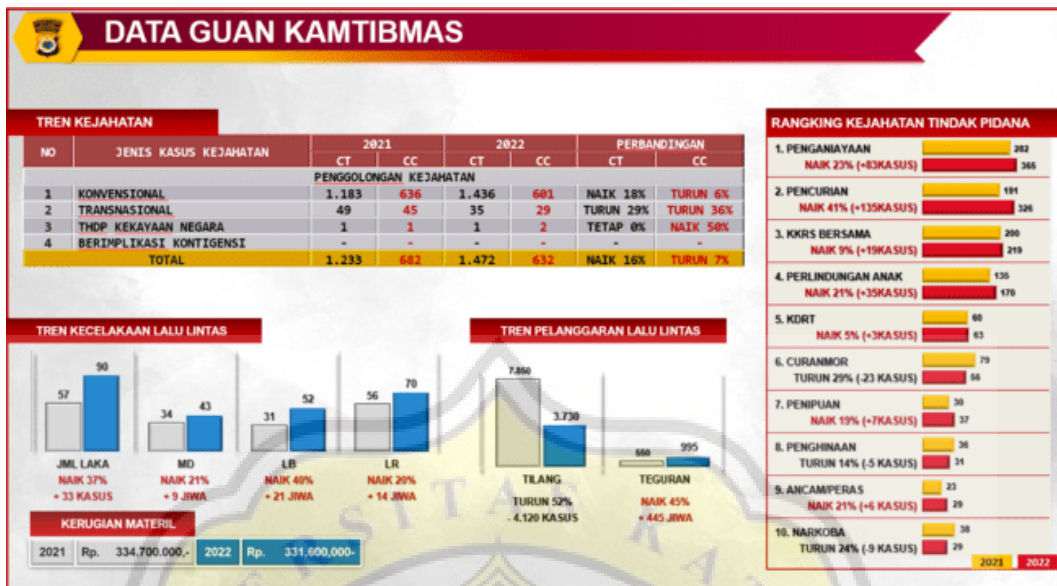 DATA GUAN KAMTIBMAS
TREN KEJAHATAN
NO JENIS KASUS KEJAHATAN 2021 2022 PERBANDINGAN
CT CC CT CC CT CC
PENGGOLONGAN KEJAHATAN
1 KONVENSIONAL 1.183 636 1.436 601 NAIK 18% TURUN 6%
2 TRANSNASIONAL 49 45 35 29 TURUN 29% TURUN 36%
3 THDP KEKAYAAN NEGARA 1 1 1 2 TETAP 0% NAIK 50%
4 BERIMPLIKASI KONTIGENSI - - - - - -
TOTAL 1.233 682 1.472 632 NAIK 16% TURUN 7%
TREN KECELAKAAN LALU LINTAS
57 90
JML LAKA
NAIK 37%
+ 33 KASUS
34 43
MD
NAIK 21%
+ 9 JIWA
31 52
LB
NAIK 40%
+ 21 JIWA
56 70
LR
NAIK 20%
+ 14 JIWA
KERUGIAN MATERIL
2021 Rp. 334.700.000,- 2022 Rp. 331,600,000-
TREN PELANGGARAN LALU LINTAS
7.850 3.730
TILANG
TURUN 52%
- 4.120 KASUS
550 995
TEGURAN
NAIK 45%
+ 445 JIWA
RANGKING KEJAHATAN TINDAK PIDANA
1. PENGANIAYAAN 282
NAIK 23% (+83KASUS) 365
2. PENCURIAN 191
NAIK 41% (+135KASUS) 326
3. KKRS BERSAMA 200
NAIK 9% (+19KASUS) 219
4. PERLINDUNGAN ANAK 135
NAIK 21% (+35KASUS) 170
5. KDRT 60
NAIK 5% (+3KASUS) 63
6. CURANMOR 79
TURUN 29% (-23 KASUS) 56
7. PENIPUAN 30
NAIK 19% (+7KASUS) 37
8. PENGHINAAN 36
TURUN 14% (-5 KASUS) 31
9. ANCAM/PERAS 23
NAIK 21% (+6 KASUS) 29
10. NARKOBA 38
TURUN 24% (-9 KASUS) 29
2021 2022